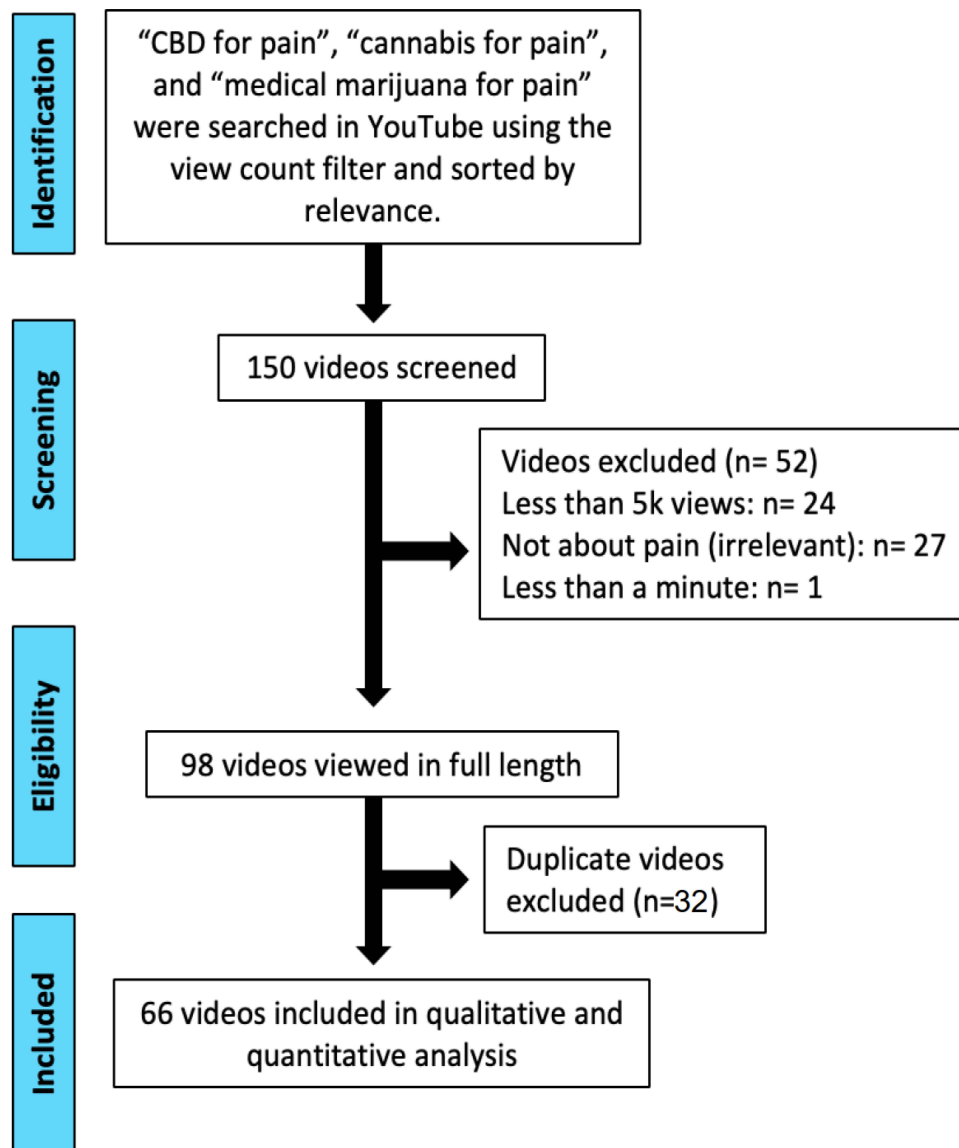 Identification
“CBD for pain”, “cannabis for pain”,
and “medical marijuana for pain”
were searched in YouTube using the
view count filter and sorted by
relevance.
Screening
150 videos screened
Videos excluded (n= 52)
Less than 5k views: n= 24
Not about pain (irrelevant): n= 27
Less than a minute: n= 1
Eligibility
98 videos viewed in full length
Duplicate videos
excluded (n=32)
Included
66 videos included in qualitative and
quantitative analysis